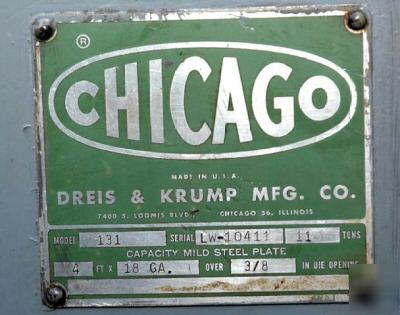 ®
CHICAGO
MADE IN U.S.A.
DREIS & KRUMP MFG. CO.
7400 S. LOOMIS BLVD. CHICAGO 36, ILLINOIS
MODEL 131 SERIAL LW-10411 11 TONS
CAPACITY MILD STEEL PLATE
4 FT X 18 GA. OVER 3/8 IN DIE OPENING